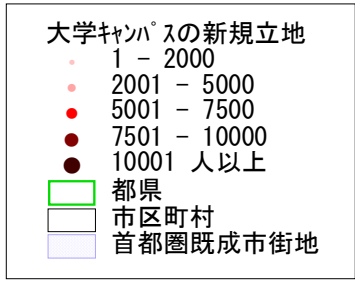 大学ｷｬﾝﾊﾟｽの新規立地
1 - 2000
2001 - 5000
5001 - 7500
7501 - 10000
10001 人以上
都県
市区町村
首都圏既成市街地